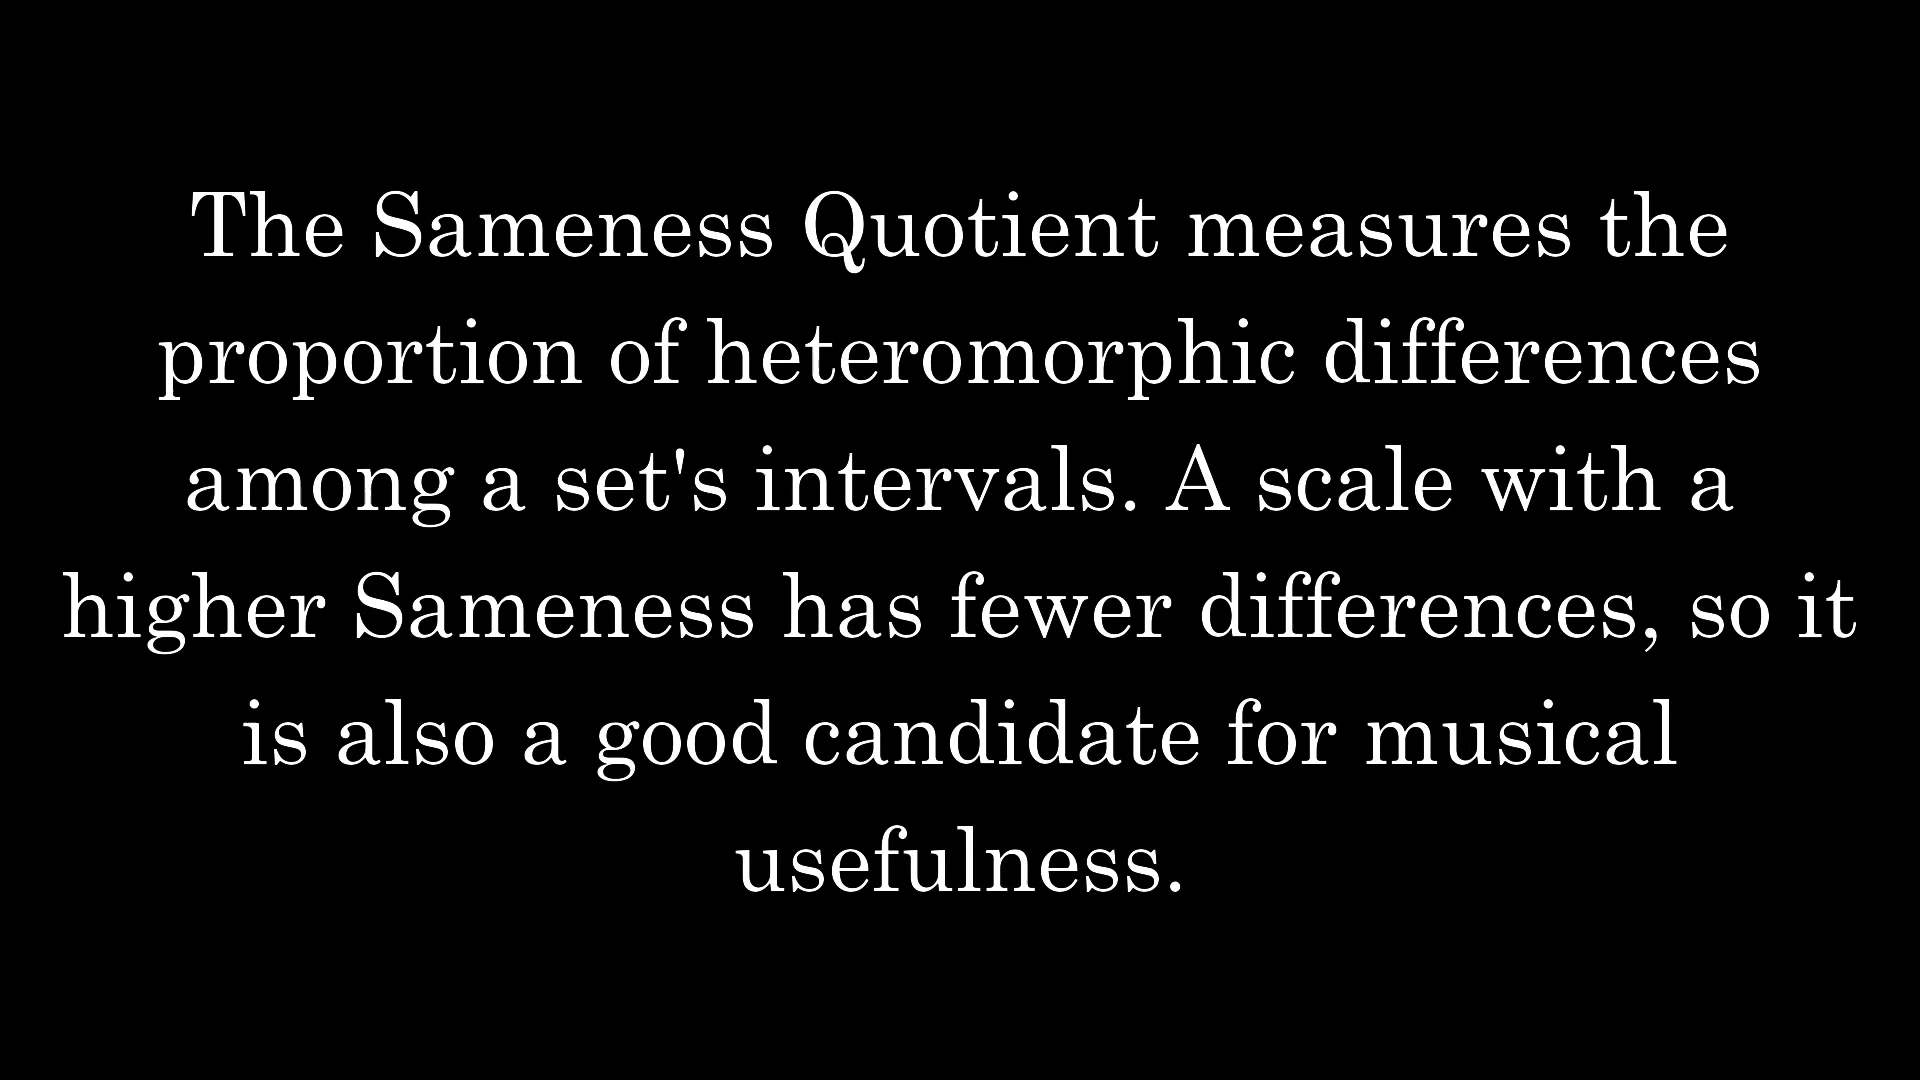 The Sameness Quotient measures the
proportion of heteromorphic differences
among a set's intervals. A scale with a
higher Sameness has fewer differences, so it
is also a good candidate for musical
usefulness.